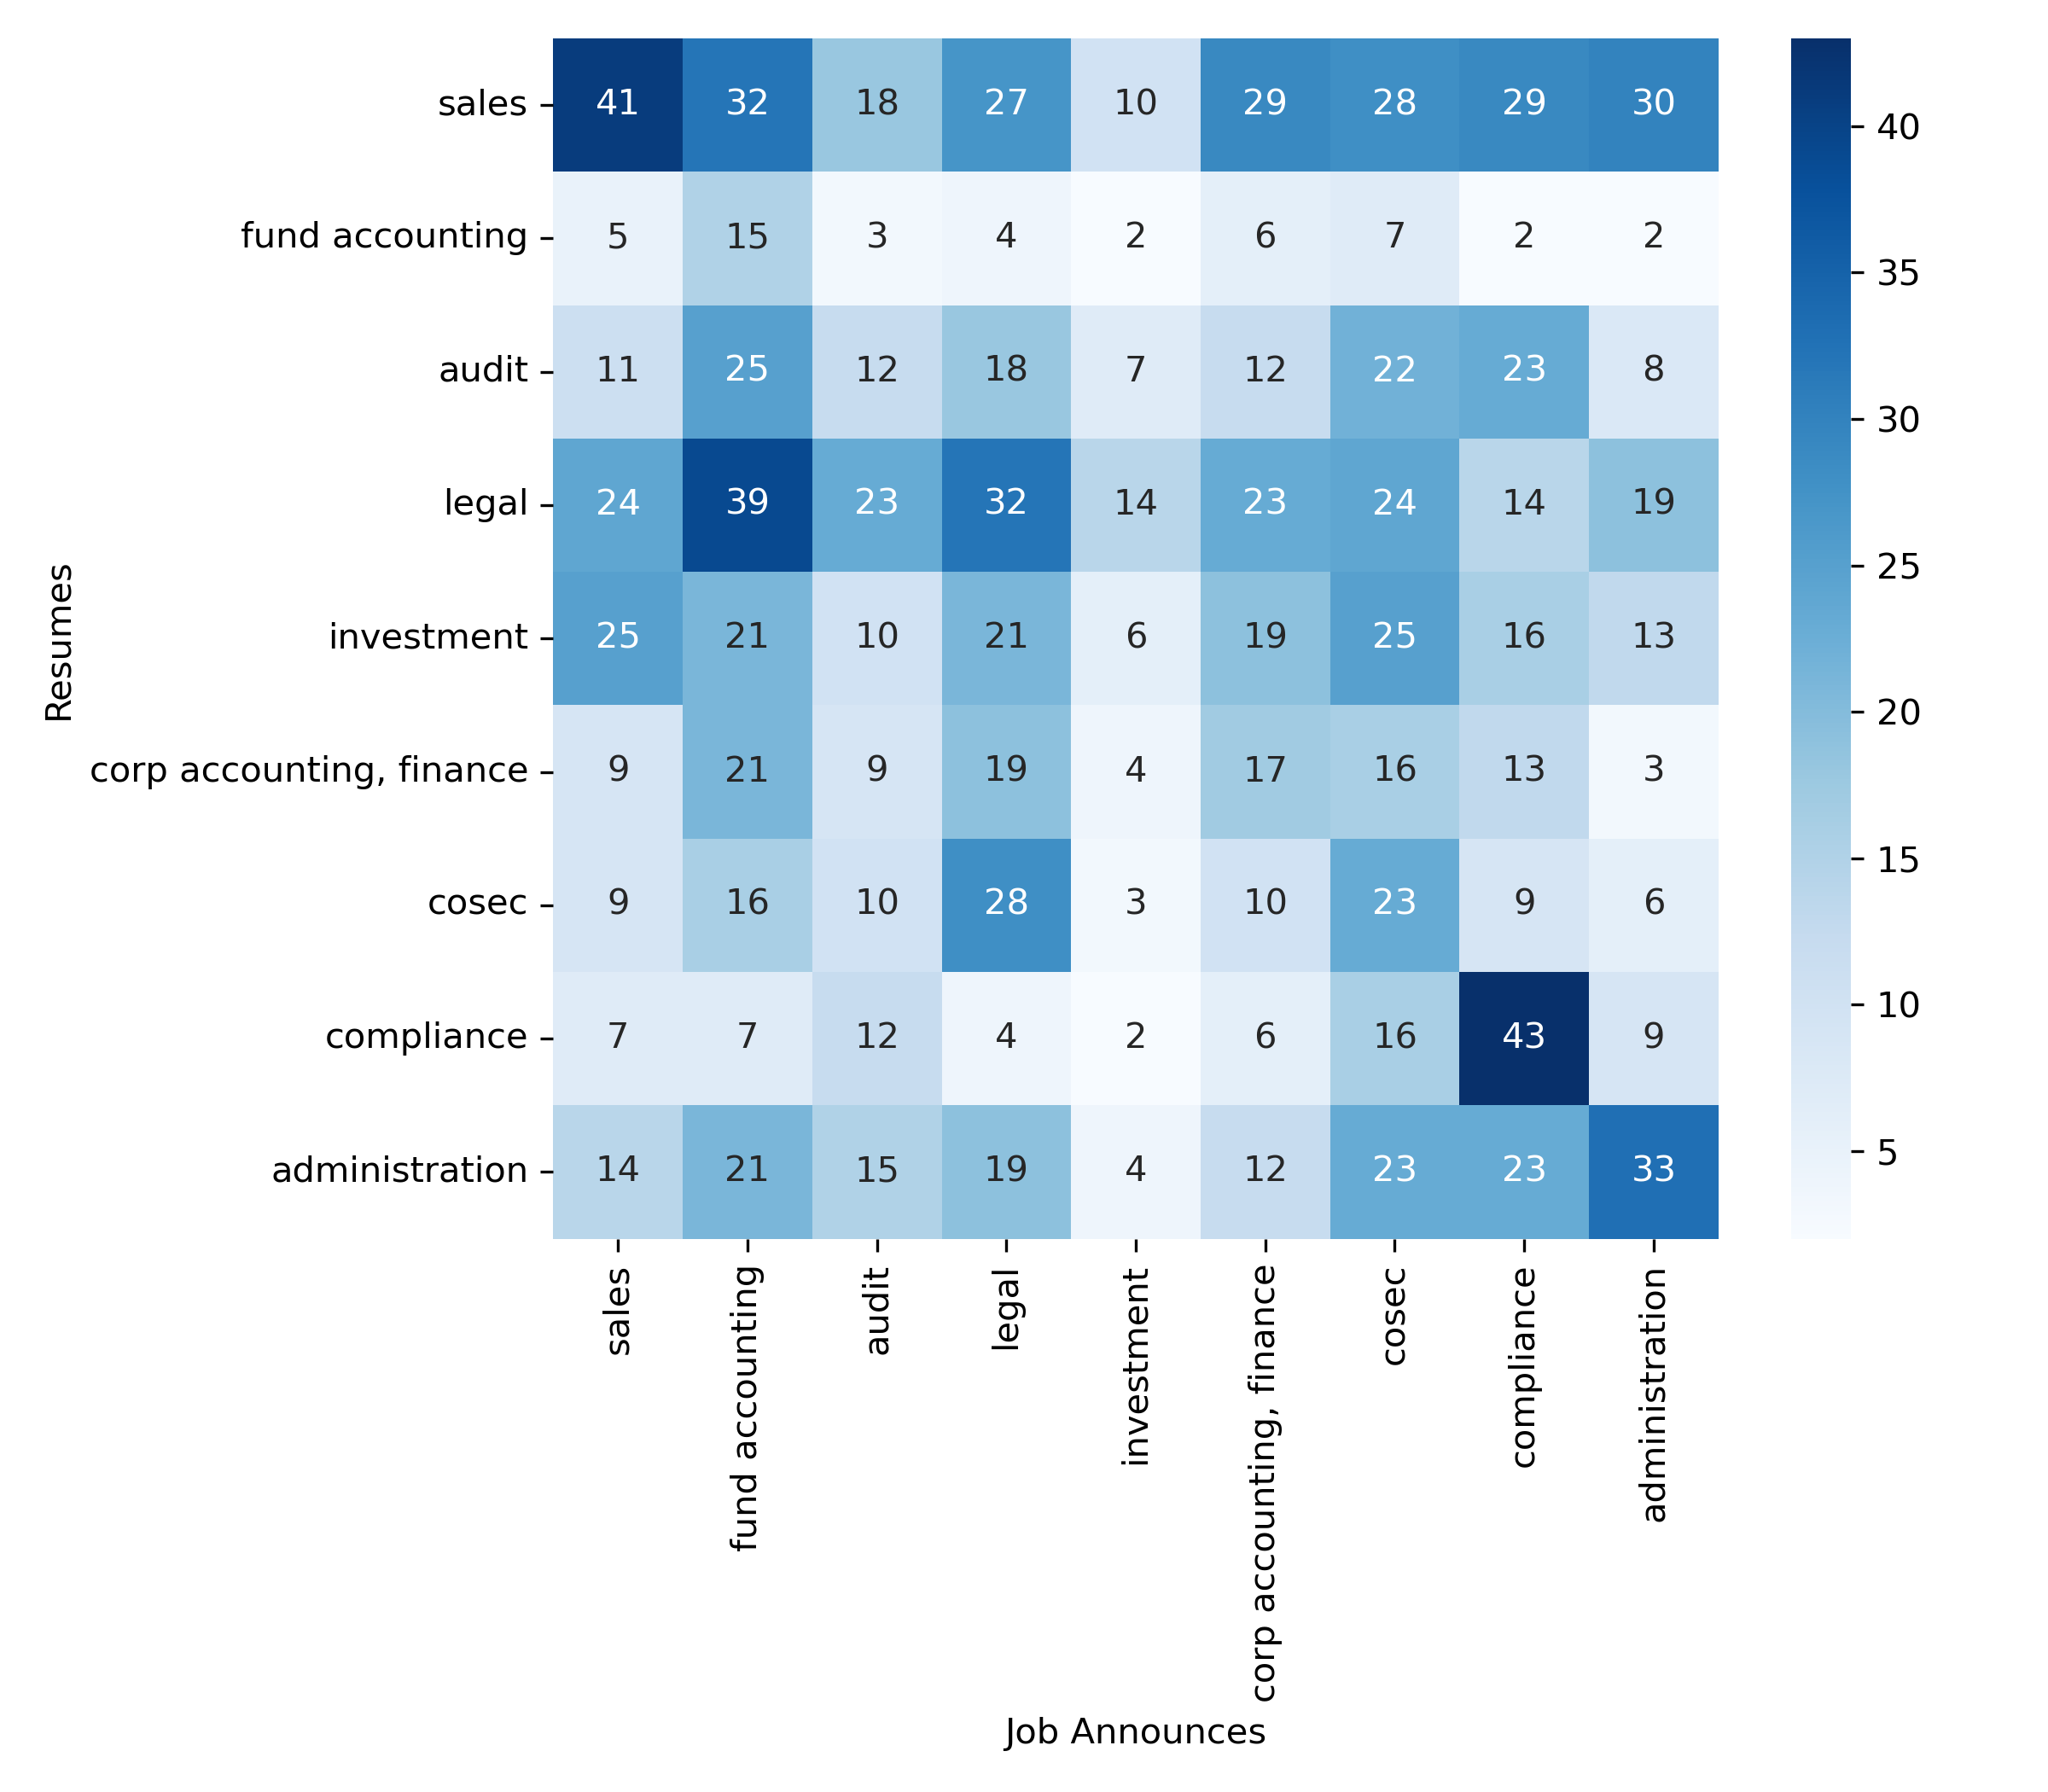 sales 41 32 18 27 10 29 28 29 30
fund accounting 5 15 3 4 2 6 7 2 2
audit 11 25 12 18 7 12 22 23 8
legal 24 39 23 32 14 23 24 14 19
investment 25 21 10 21 6 19 25 16 13
corp accounting, finance 9 21 9 19 4 17 16 13 3
cosec 9 16 10 28 3 10 23 9 6
compliance 7 7 12 4 2 6 16 43 9
administration 14 21 15 19 4 12 23 23 33
Resumes
sales
fund accounting
audit
legal
investment
corp accounting, finance
cosec
compliance
administration
Job Announces
40
35
30
25
20
15
10
5